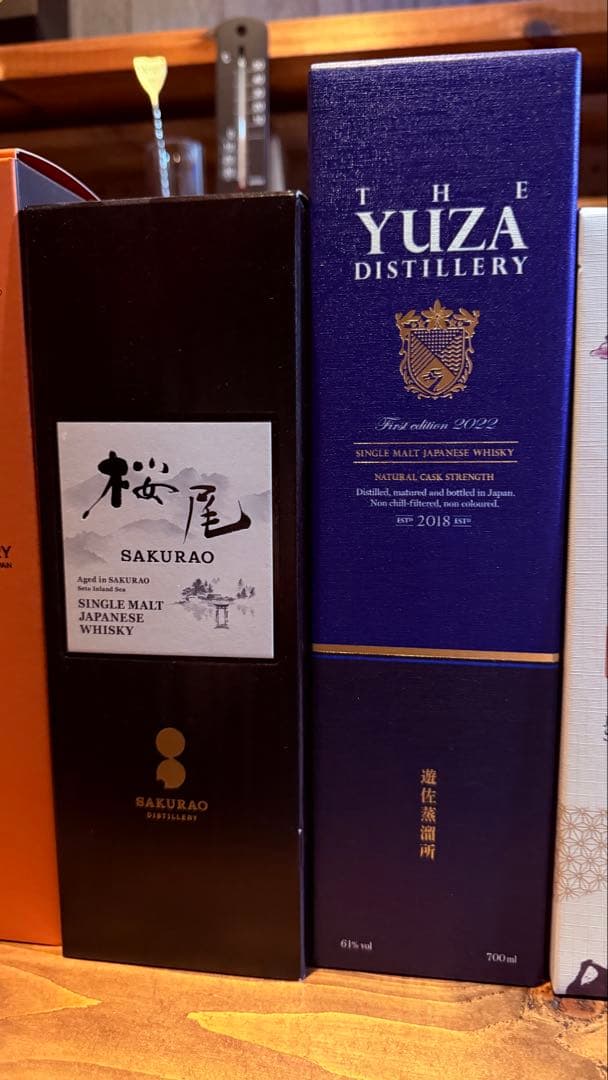 桜尾
SAKURAO
Aged in SAKURAO
Seto Inland Sea
SINGLE MALT
JAPANESE
WHISKY
SAKURAO
DISTILLERY
THE
YUZA
DISTILLERY
First edition 2022
SINGLE MALT JAPANESE WHISKY
NATURAL CASK STRENGTH
Distilled, matured and bottled in Japan.
Non chill-filtered, non coloured.
ESTD 2018 ESTD
遊佐蒸溜所
61% vol
700 ml